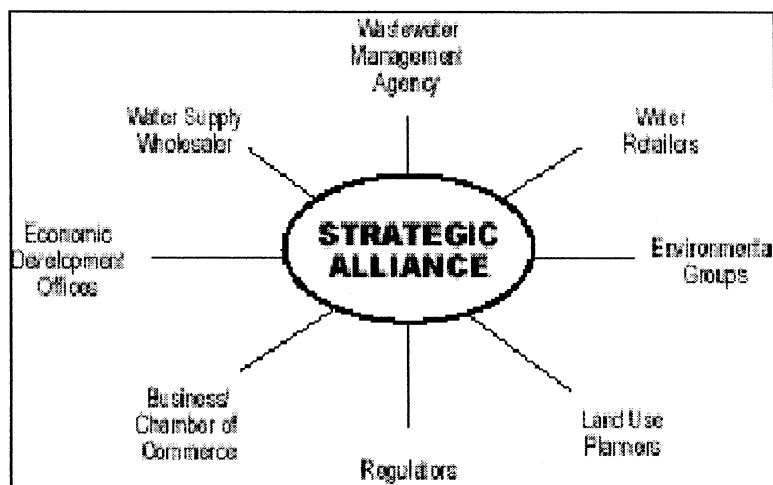 Wastewater
Management
Agency
Water Supply
Wholesaler
Water
Retailers
STRATEGIC
ALLIANCE
Economic
Development
Offices
Environmental
Groups
Business/
Chamber of
Commerce
Regulators
Land Use
Planners